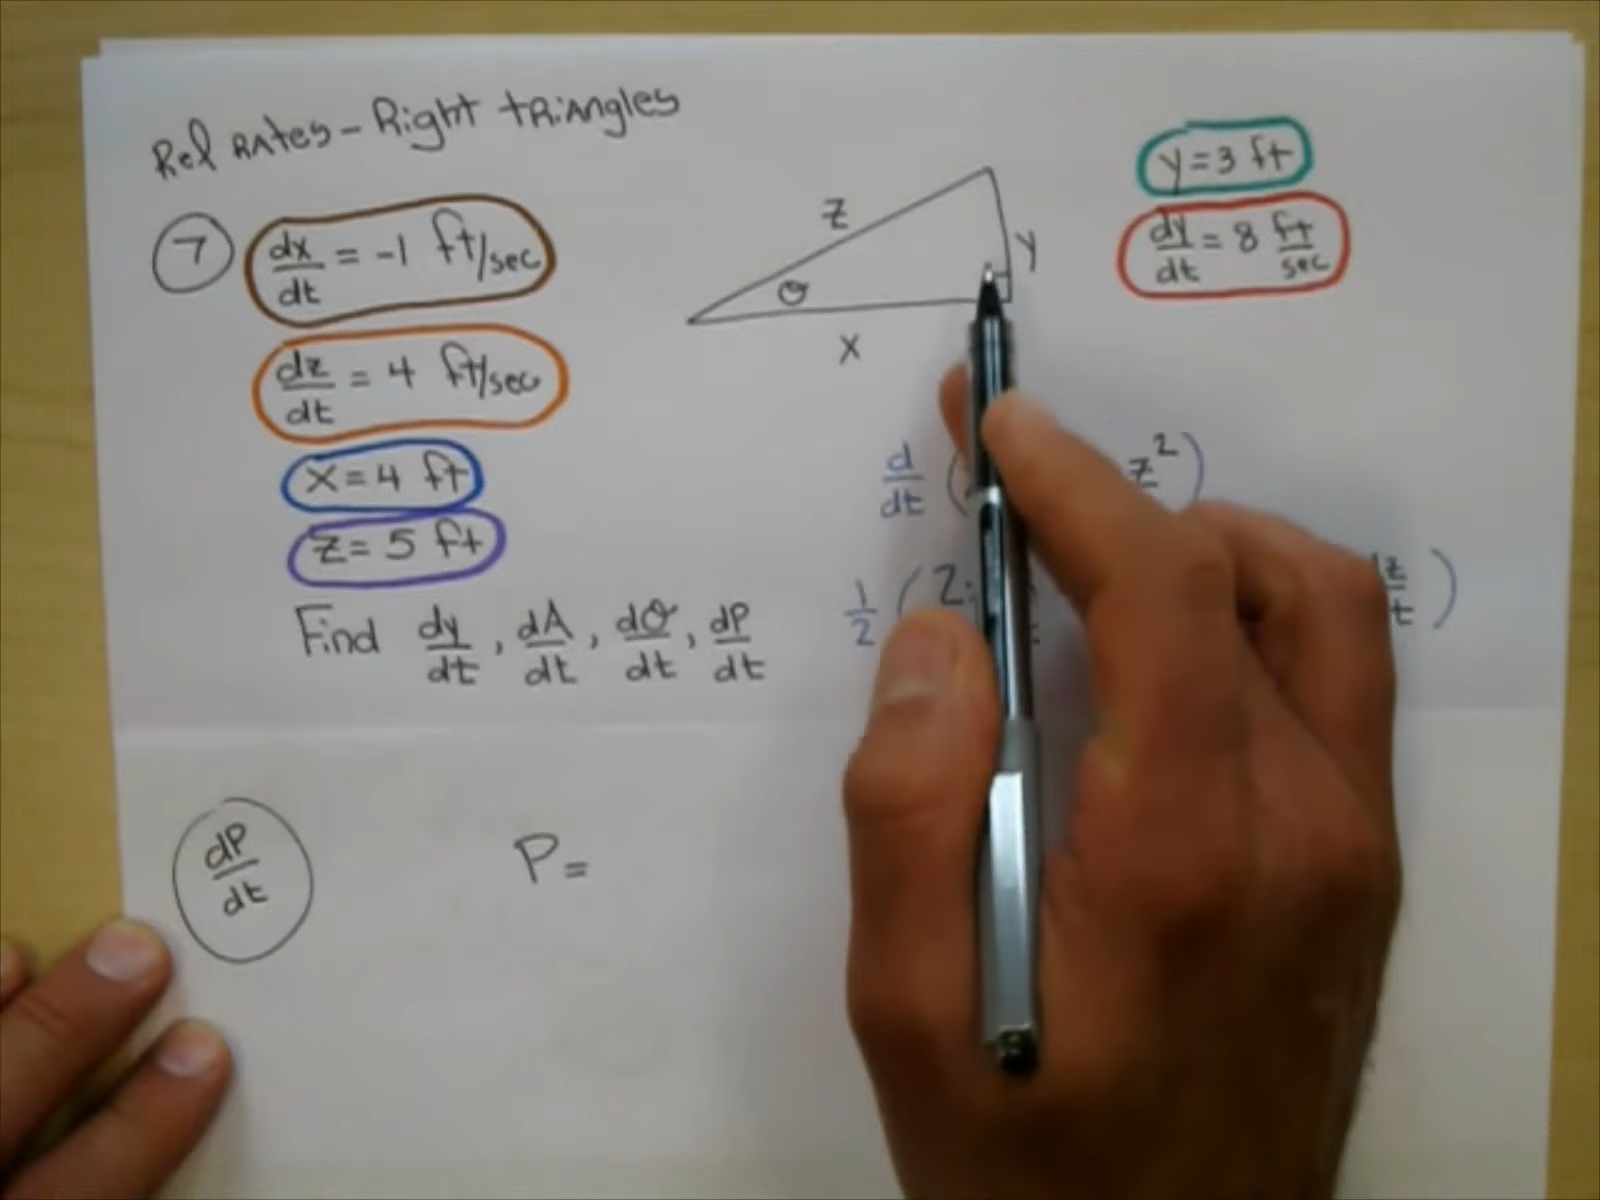 Rel Rates - Right Triangles
7
dx/dt = -1 ft/sec
dz/dt = 4 ft/sec
x = 4 ft
z = 5 ft
Find dy/dt, dA/dt, dθ/dt, dP/dt
z
y
θ
x
y = 3 ft
dy/dt = 8 ft/sec
d/dt ( z²)
1/2 ( 2 )
dP/dt
P =